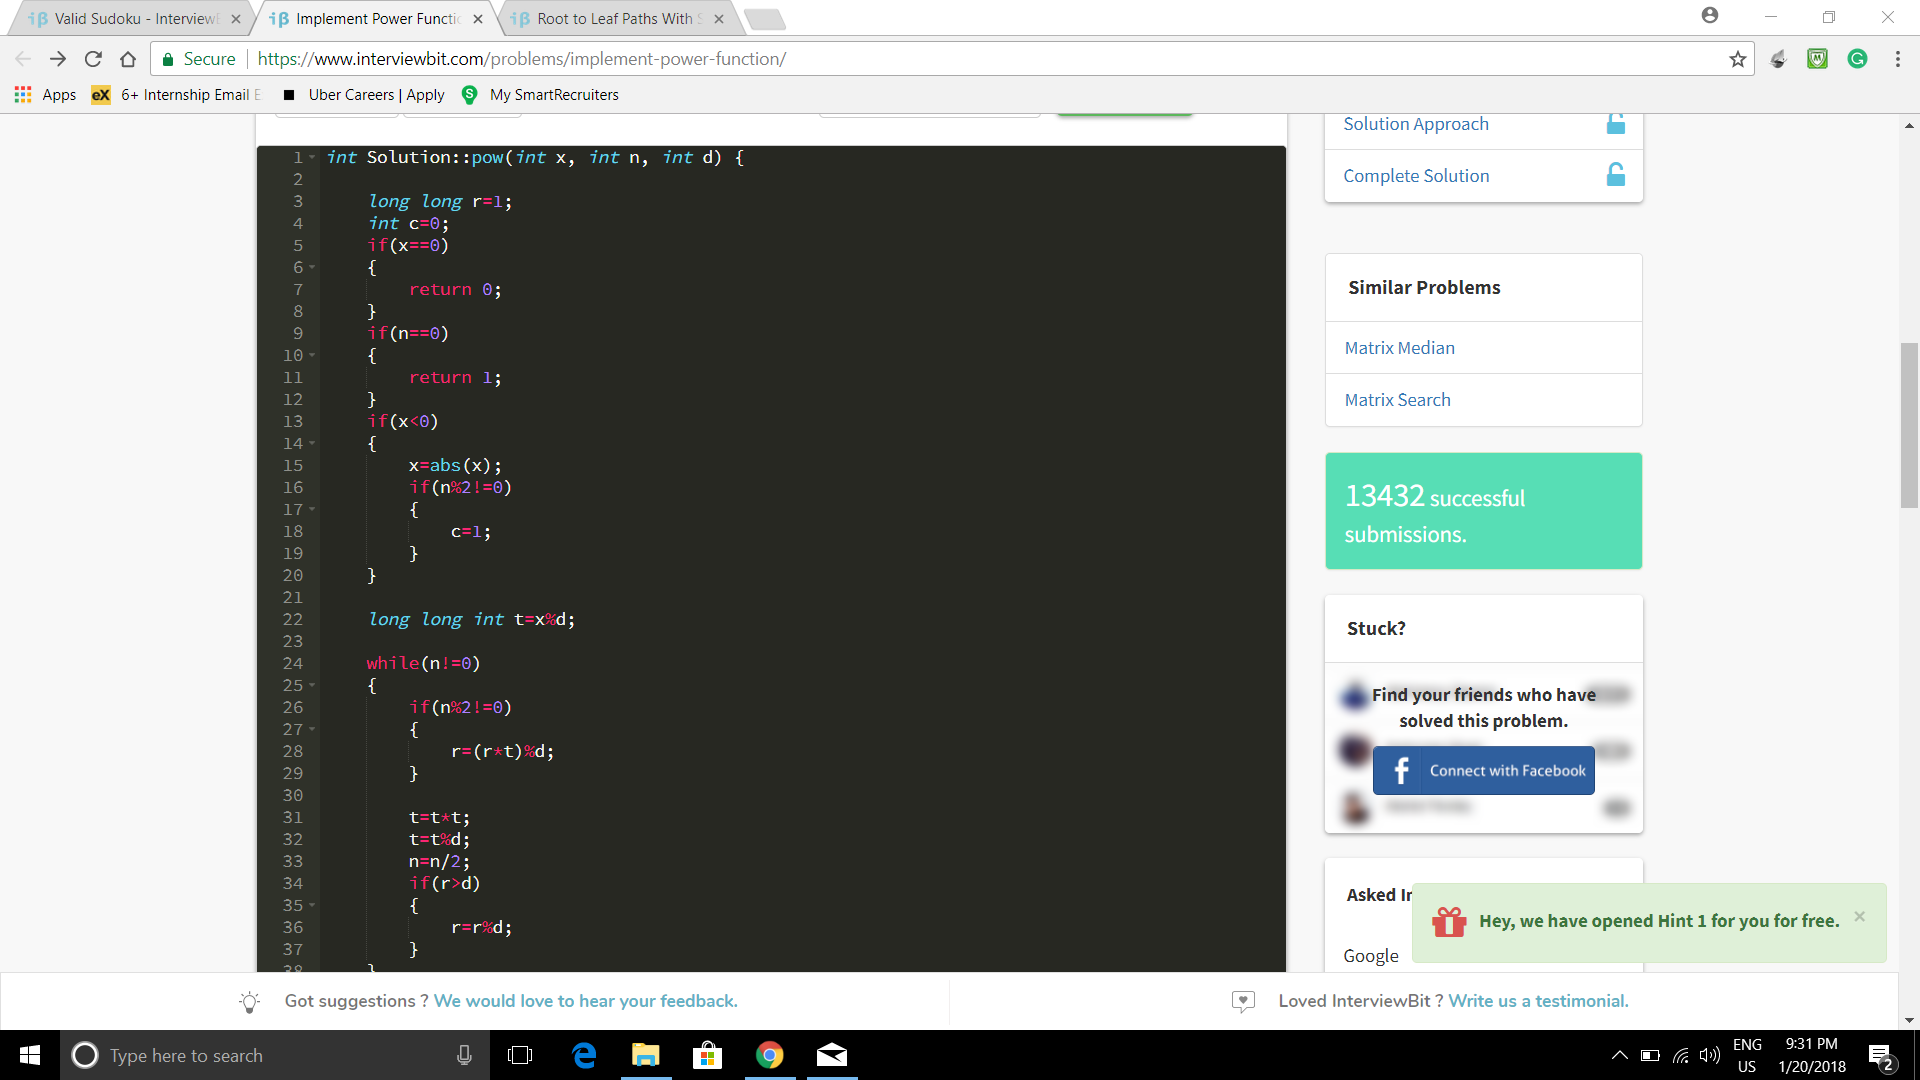 Valid Sudoku - Interview
Implement Power Functio
Root to Leaf Paths With S
Secure
https://www.interviewbit.com/problems/implement-power-function/
Apps
eX
6+ Internship Email E
Uber Careers | Apply
My SmartRecruiters
1 int Solution::pow(int x, int n, int d) {
2
3 long long r=1;
4 int c=0;
5 if(x==0)
6 {
7 return 0;
8 }
9 if(n==0)
10 {
11 return 1;
12 }
13 if(x<0)
14 {
15 x=abs(x);
16 if(n%2!=0)
17 {
18 c=1;
19 }
20 }
21
22 long long int t=x%d;
23
24 while(n!=0)
25 {
26 if(n%2!=0)
27 {
28 r=(r*t)%d;
29 }
30
31 t=t*t;
32 t=t%d;
33 n=n/2;
34 if(r>d)
35 {
36 r=r%d;
37 }
38 }
Solution Approach
Complete Solution
Similar Problems
Matrix Median
Matrix Search
13432 successful
submissions.
Stuck?
Find your friends who have
solved this problem.
Connect with Facebook
Asked In
Google
Hey, we have opened Hint 1 for you for free.
Got suggestions ? We would love to hear your feedback.
Loved InterviewBit ? Write us a testimonial.
Type here to search
ENG
US
9:31 PM
1/20/2018
2